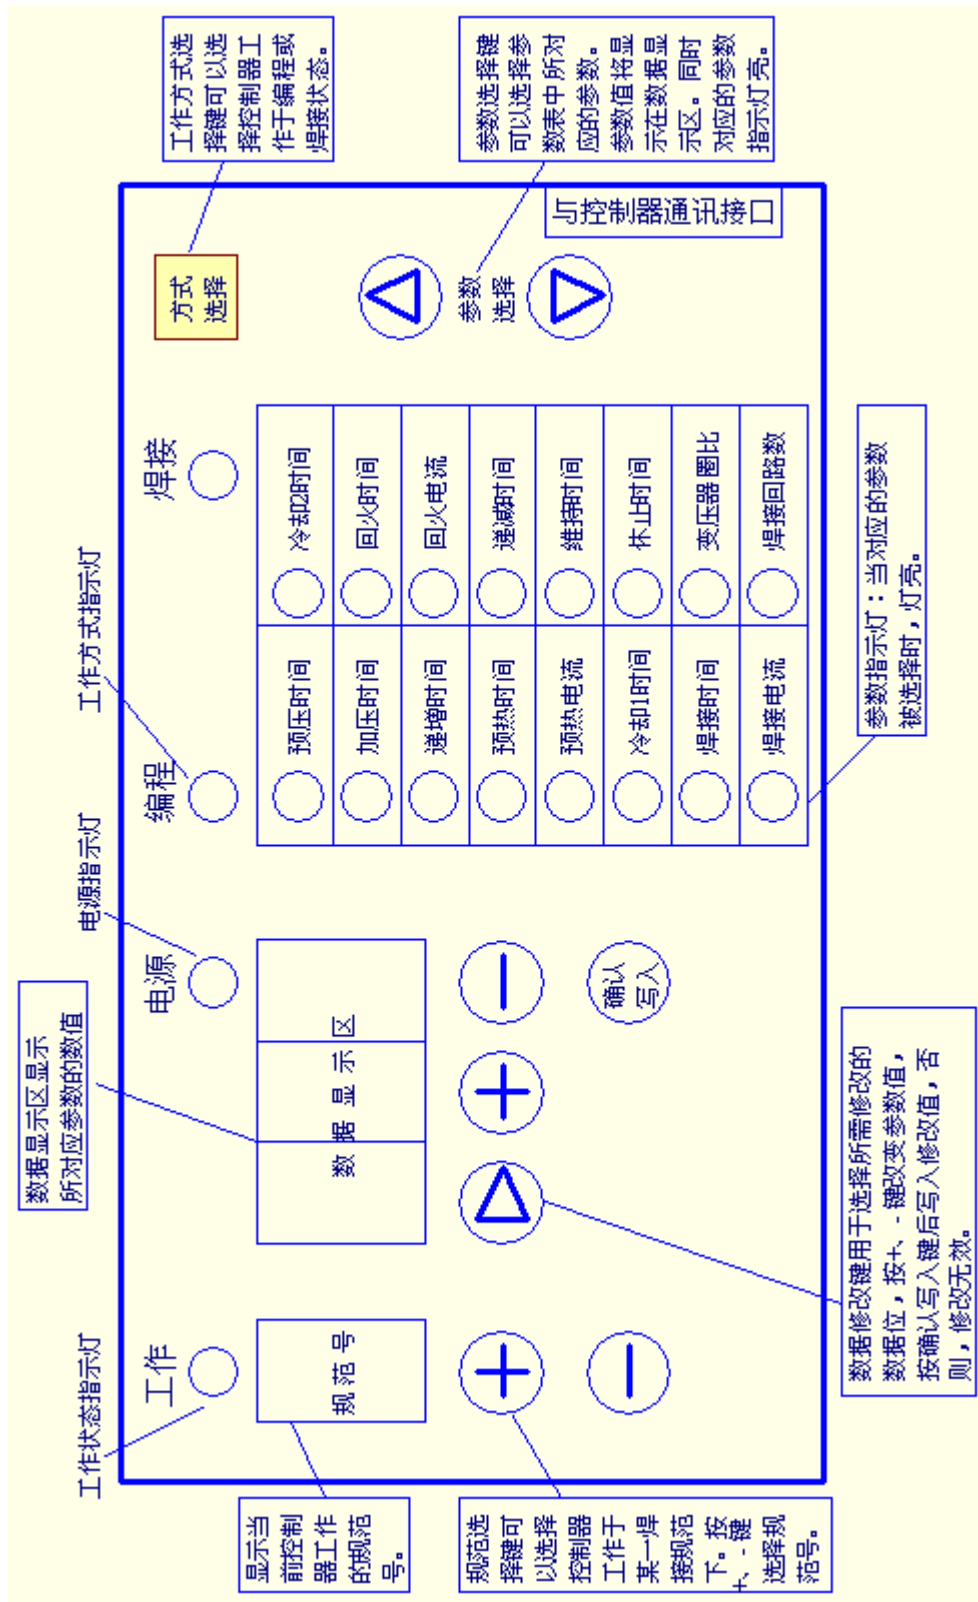 工作状态指示灯
数据显示区显示
所对应参数的数值
电源指示灯
工作方式指示灯
工作方式选
择键可以选
择控制器工
作于编程或
焊接状态。
工作
电源
编程
焊接
方式
选择
显示当
前控制
器工作
的规范
号。
规范号
数据显示区
预压时间
冷却2时间
加压时间
回火时间
递增时间
回火电流
预热时间
递减时间
预热电流
维持时间
冷却1时间
休止时间
焊接时间
变压器圈比
焊接电流
焊接回路数
参数
选择
参数选择键
可以选择参
数表中所对
应的参数。
参数值将显
示在数据显
示区。同时
对应的参数
指示灯亮。
规范选
择键可
以选择
控制器
工作于
某一焊
接规范
下。按
+、-键
选择规
范号。
+
+
−
−
确认
写入
与控制器通讯接口
数据修改键用于选择所需修改的
数据位，按+、-键改变参数值，
按确认写入键后写入修改值，否
则，修改无效。
参数指示灯：当对应的参数
被选择时，灯亮。